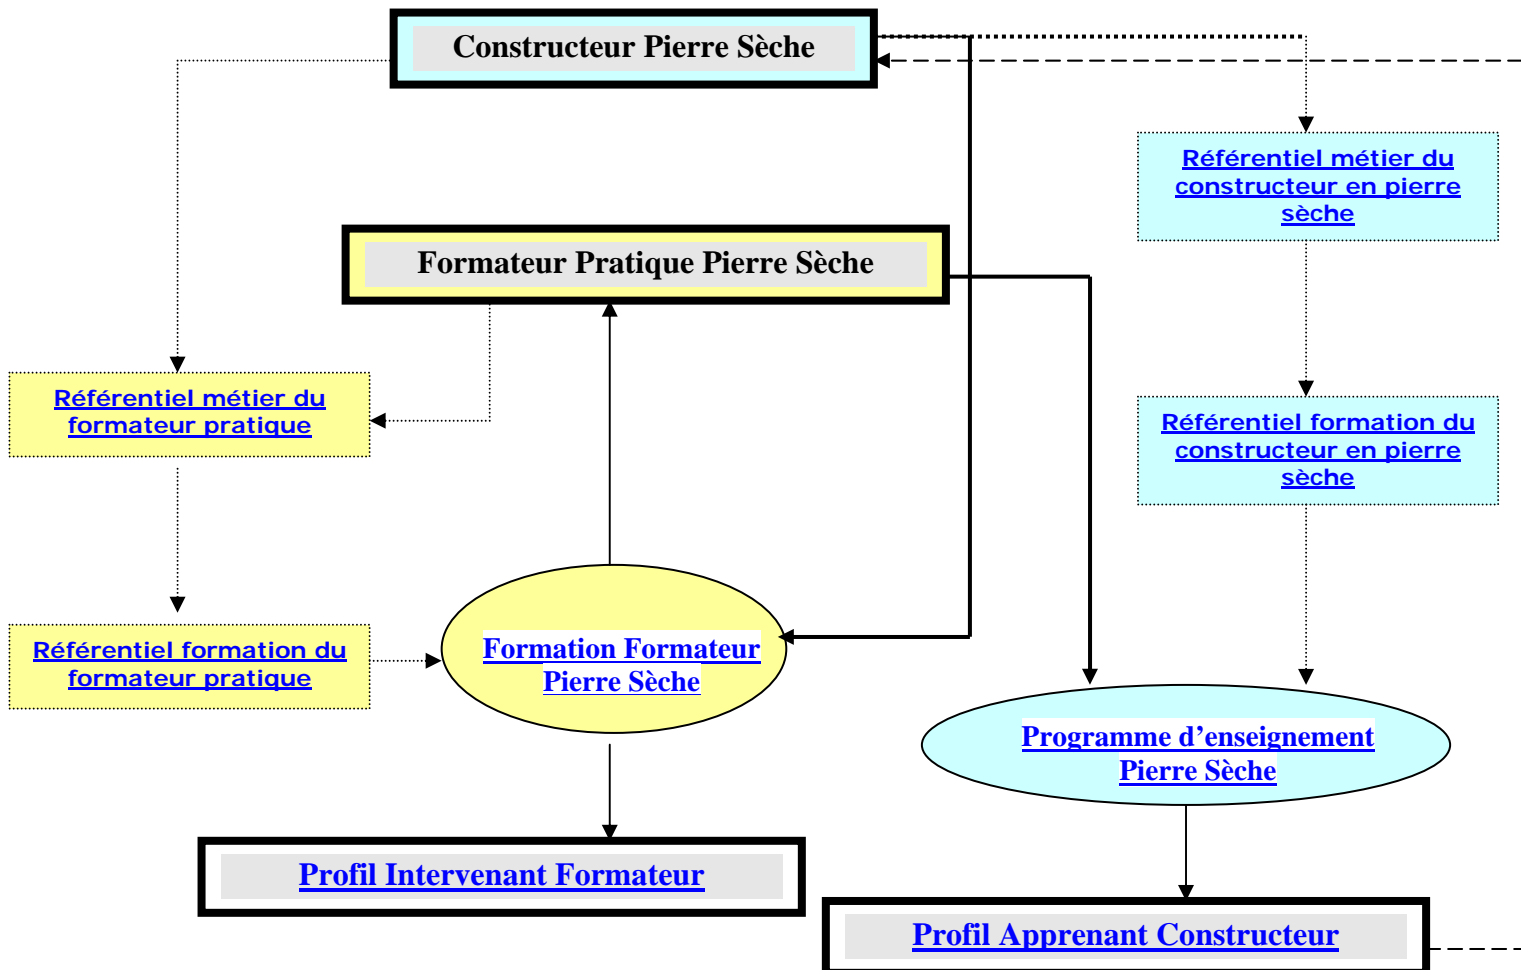 Constructeur Pierre Sèche
Référentiel métier du
constructeur en pierre
sèche
Formateur Pratique Pierre Sèche
Référentiel métier du
formateur pratique
Référentiel formation du
constructeur en pierre
sèche
Référentiel formation du
formateur pratique
Formation Formateur
Pierre Sèche
Programme d’enseignement
Pierre Sèche
Profil Intervenant Formateur
Profil Apprenant Constructeur